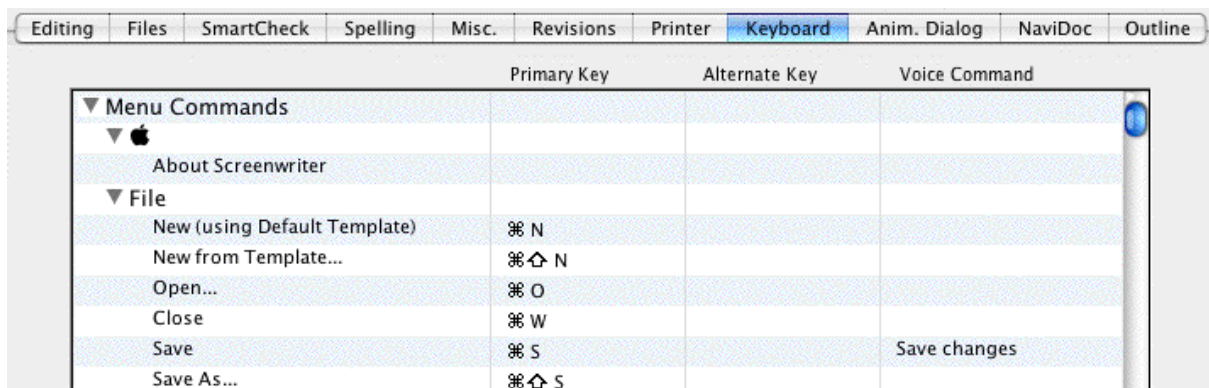 Editing Files SmartCheck Spelling Misc. Revisions Printer Keyboard Anim. Dialog NaviDoc Outline
Primary Key Alternate Key Voice Command
Menu Commands
About Screenwriter
File
New (using Default Template) ⌘ N
New from Template... ⌘⇧ N
Open... ⌘ O
Close ⌘ W
Save ⌘ S Save changes
Save As... ⌘⇧ S